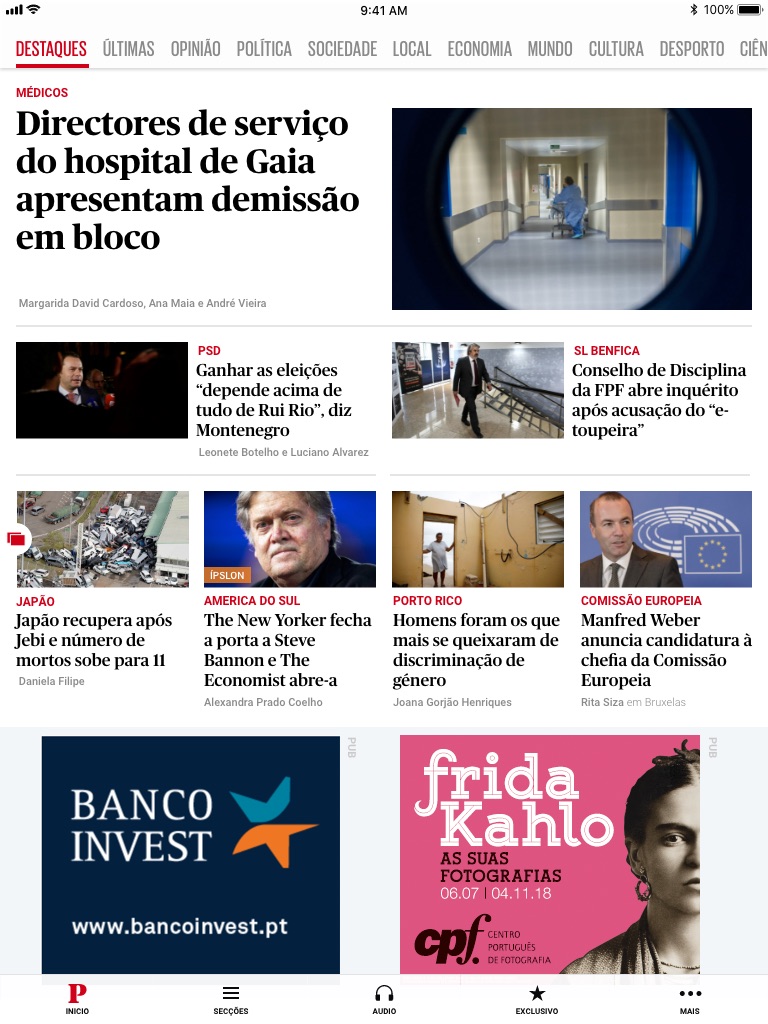 9:41 AM
100%
DESTAQUES ÚLTIMAS OPINIÃO POLÍTICA SOCIEDADE LOCAL ECONOMIA MUNDO CULTURA DESPORTO CIÊN
MÉDICOS
Directores de serviço
do hospital de Gaia
apresentam demissão
em bloco
Margarida David Cardoso, Ana Maia e André Vieira
PSD
Ganhar as eleições
“depende acima de
tudo de Rui Rio”, diz
Montenegro
Leonete Botelho e Luciano Alvarez
SL BENFICA
Conselho de Disciplina
da FPF abre inquérito
após acusação do “e-
toupeira”
JAPÃO
Japão recupera após
Jebi e número de
mortos sobe para 11
Daniela Filipe
ÍPSLON
AMERICA DO SUL
The New Yorker fecha
a porta a Steve
Bannon e The
Economist abre-a
Alexandra Prado Coelho
PORTO RICO
Homens foram os que
mais se queixaram de
discriminação de
género
Joana Gorjão Henriques
COMISSÃO EUROPEIA
Manfred Weber
anuncia candidatura à
chefia da Comissão
Europeia
Rita Siza em Bruxelas
BANCO
INVEST
www.bancoinvest.pt
PUB
frida
Kahlo
AS SUAS
FOTOGRAFIAS
06.07 | 04.11.18
cpf.
CENTRO
PORTUGUÊS
DE FOTOGRAFIA
PUB
P
INICIO
SECÇÕES
AUDIO
EXCLUSIVO
MAIS